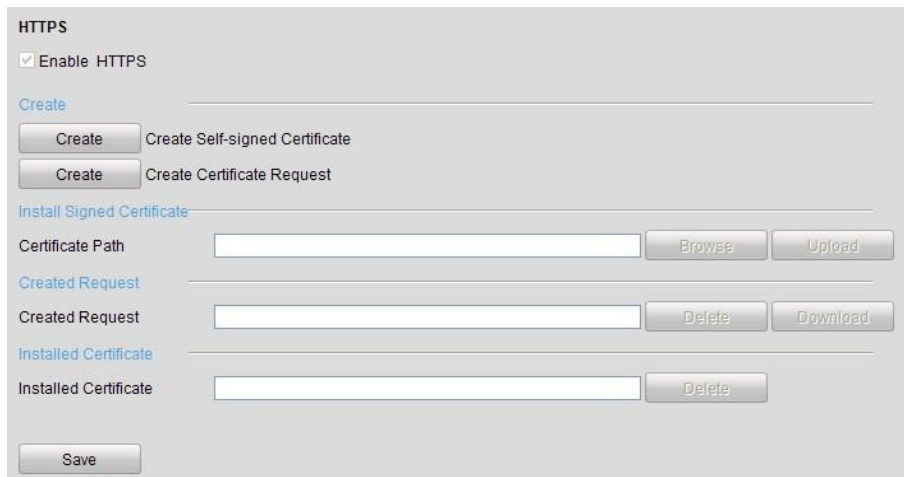 HTTPS
Enable HTTPS
Create
Create Create Self-signed Certificate
Create Create Certificate Request
Install Signed Certificate
Certificate Path Browse Upload
Created Request
Created Request Delete Download
Installed Certificate
Installed Certificate Delete
Save